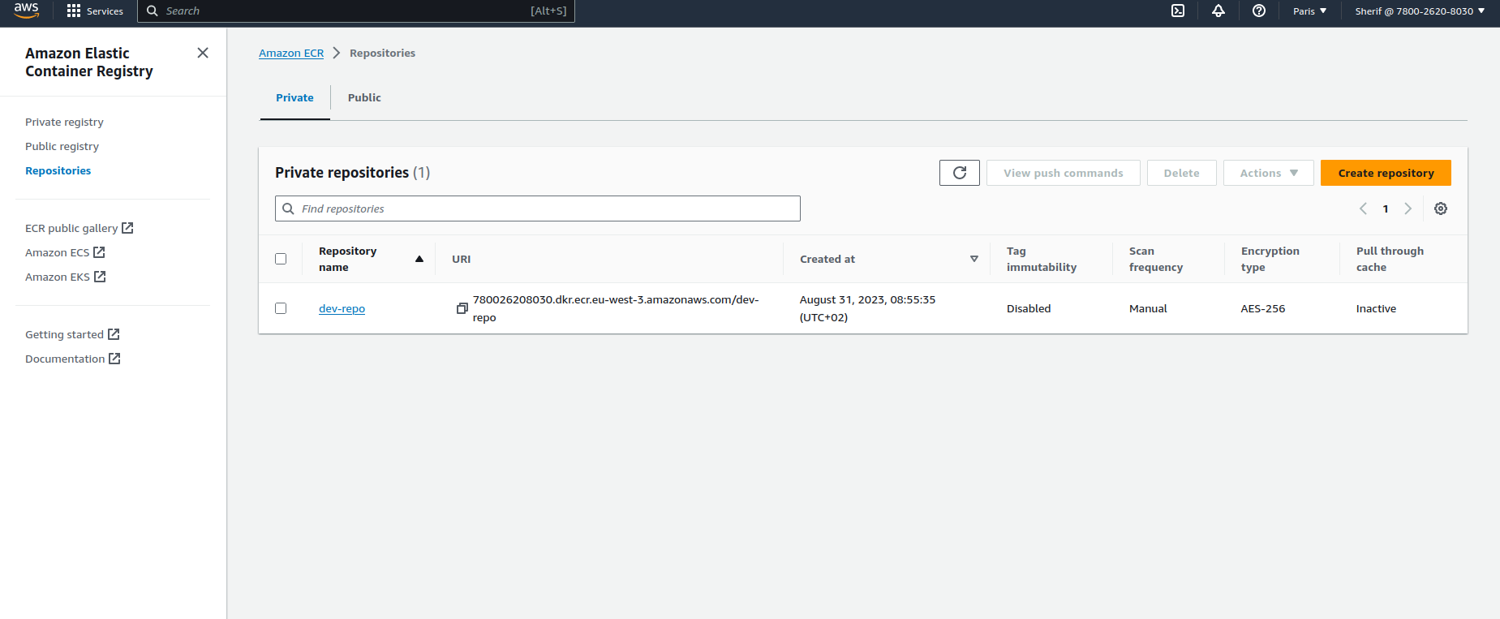 aws
Services
Search
[Alt+S]
Paris
Sherif @ 7800-2620-8030
Amazon Elastic
Container Registry
Private registry
Public registry
Repositories
ECR public gallery
Amazon ECS
Amazon EKS
Getting started
Documentation
Amazon ECR
Repositories
Private
Public
Private repositories (1)
View push commands
Delete
Actions
Create repository
Find repositories
1
Repository
name
URI
Created at
Tag
immutability
Scan
frequency
Encryption
type
Pull through
cache
dev-repo
780026208030.dkr.ecr.eu-west-3.amazonaws.com/dev-
repo
August 31, 2023, 08:55:35
(UTC+02)
Disabled
Manual
AES-256
Inactive